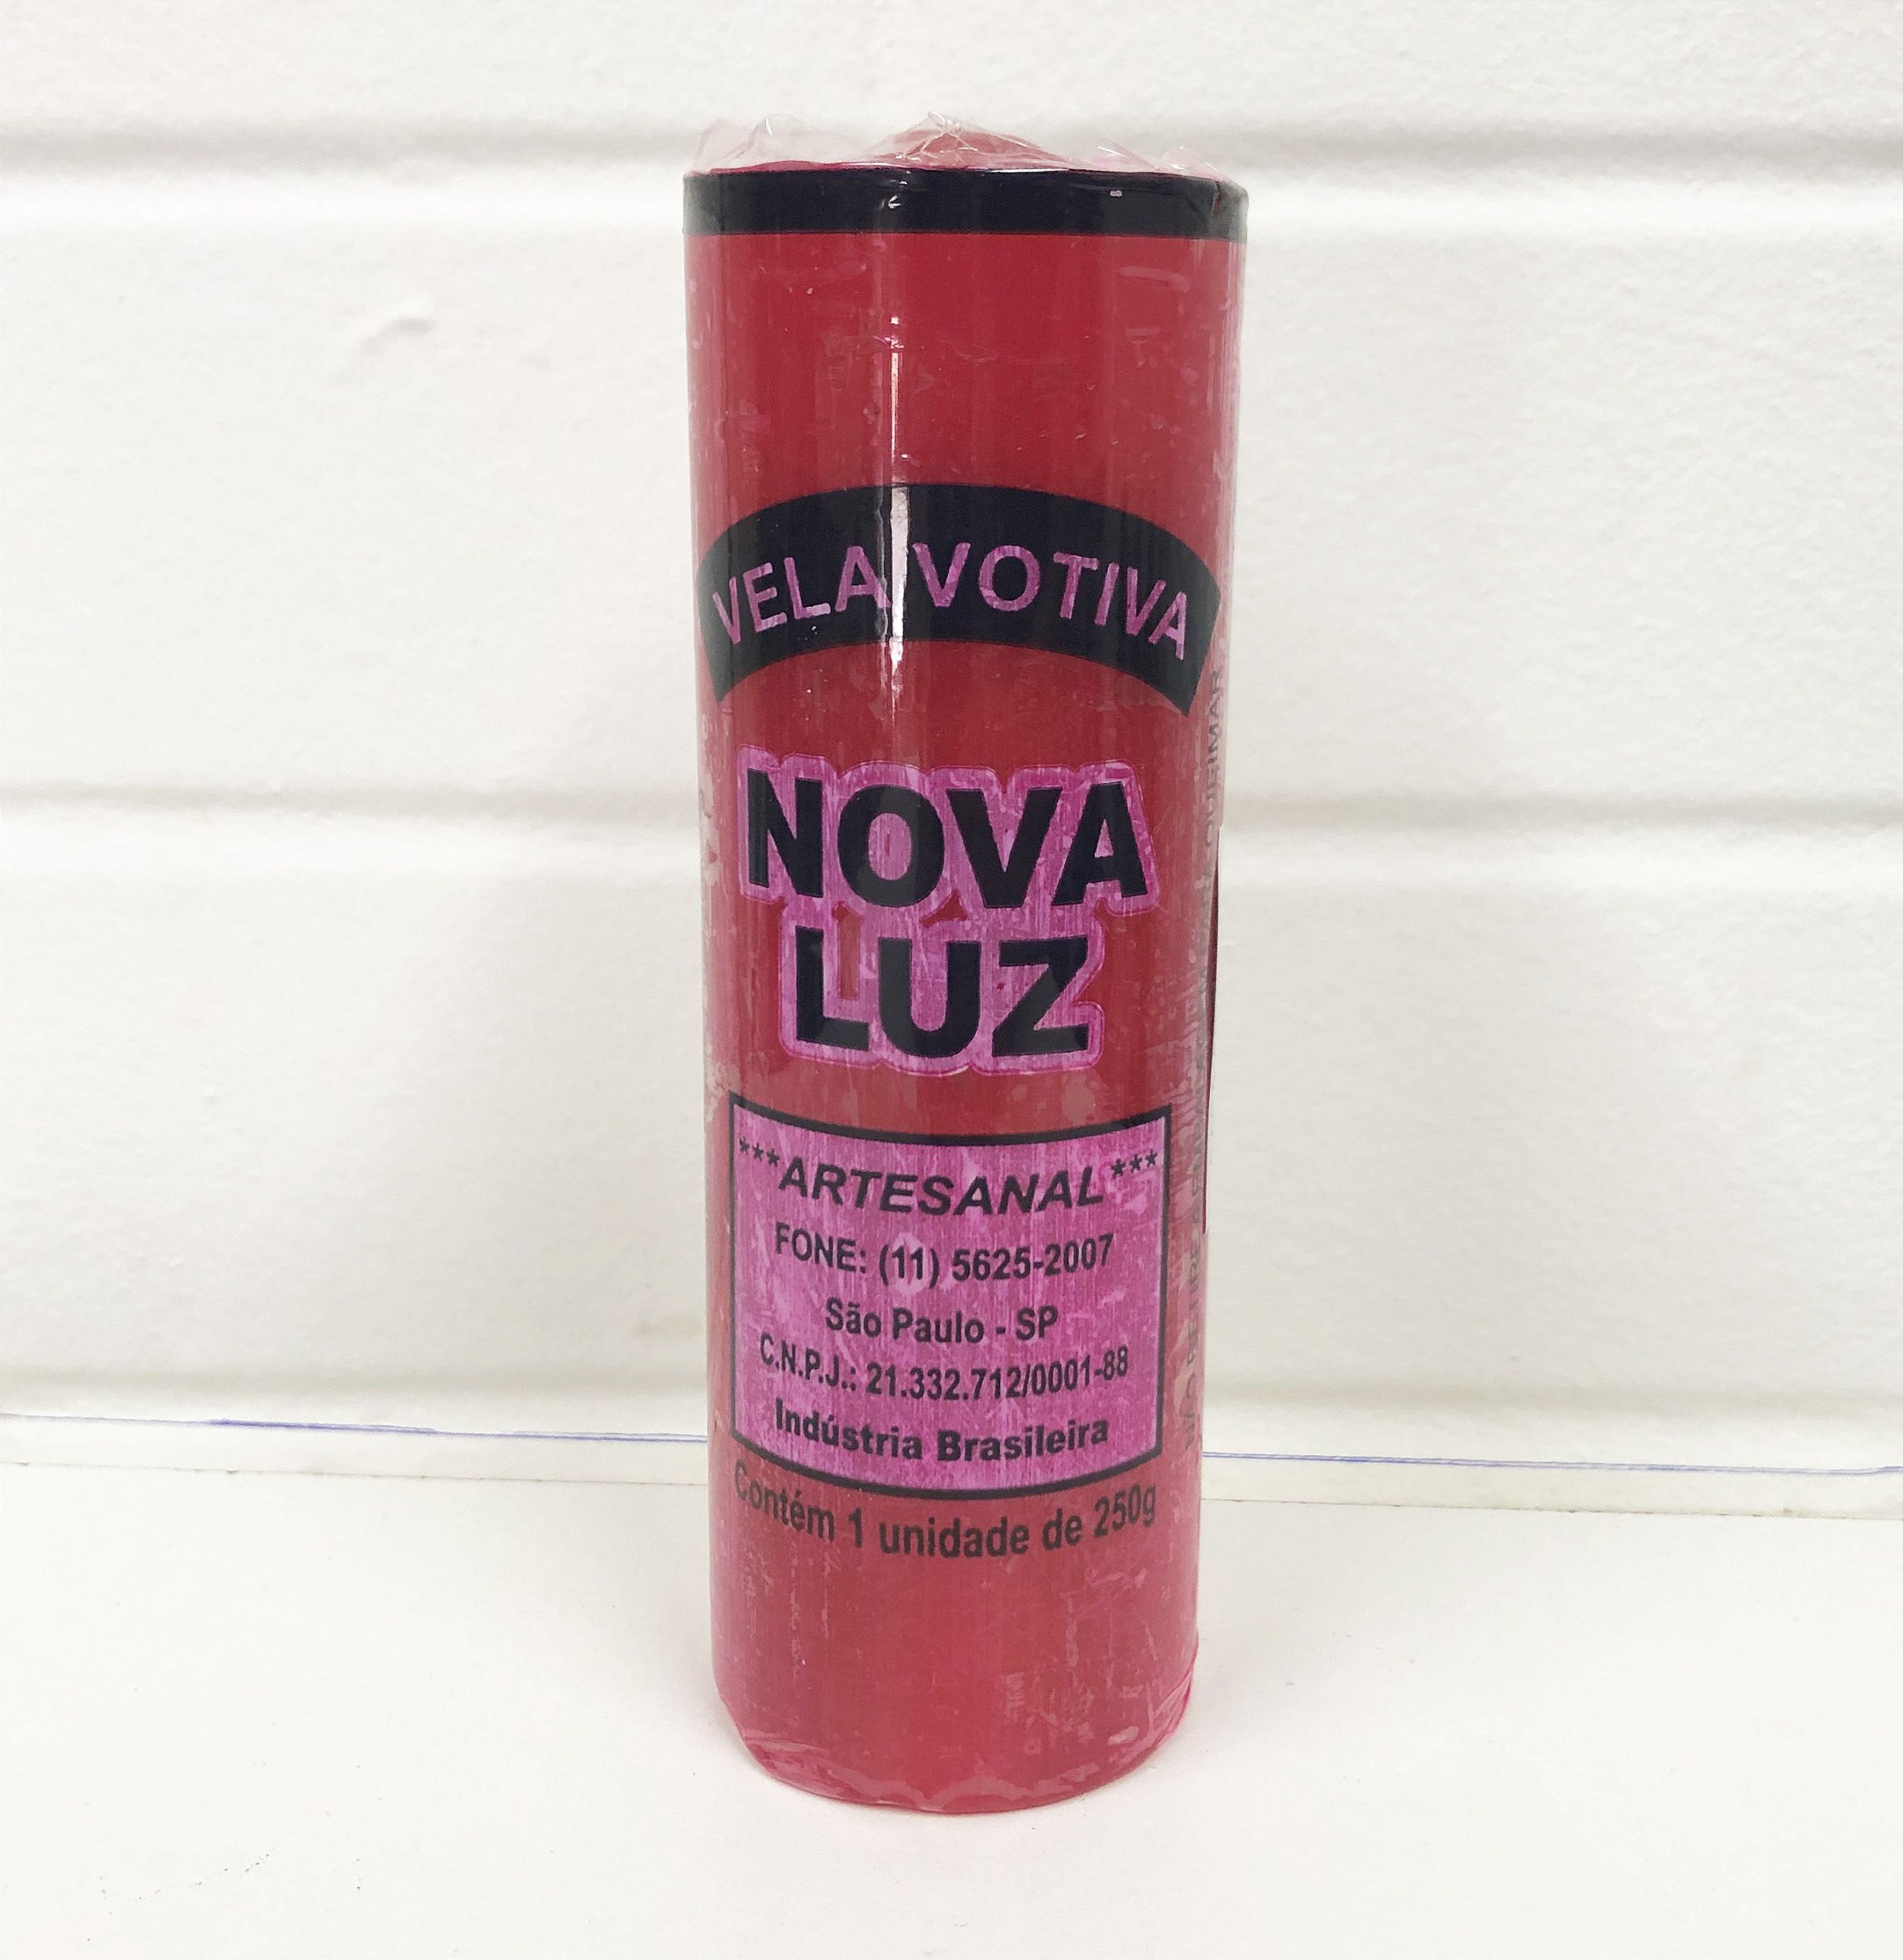 VELA VOTIVA
NOVA
LUZ
***ARTESANAL***
FONE: (11) 5625-2007
São Paulo - SP
C.N.P.J.: 21.332.712/0001-88
Indústria Brasileira
Contém 1 unidade de 250g
QUEIMAR